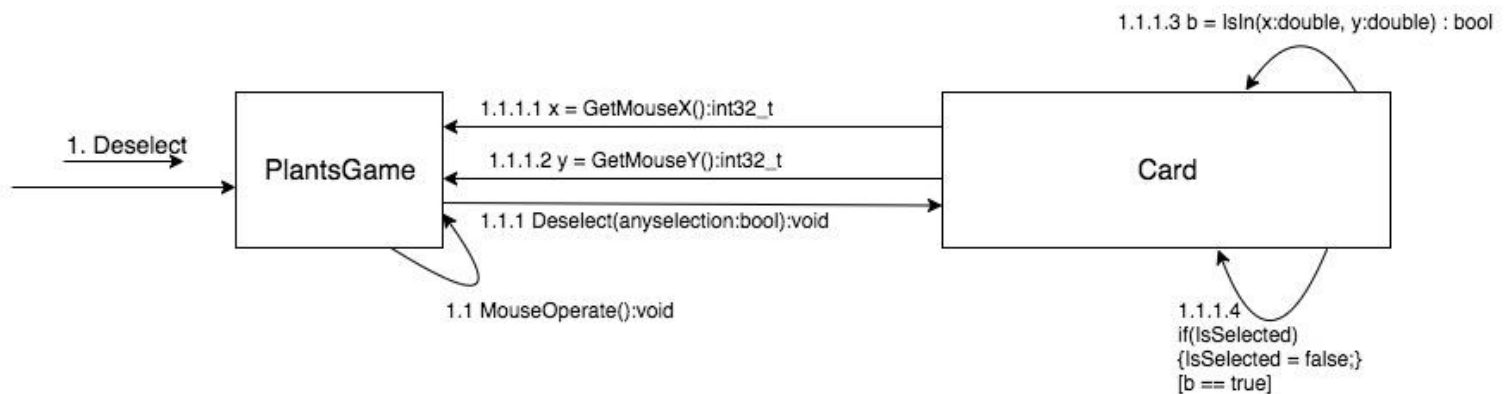 1.1.1.3 b = IsIn(x:double, y:double) : bool
1.1.1.1 x = GetMouseX():int32_t
1. Deselect
1.1.1.2 y = GetMouseY():int32_t
PlantsGame
Card
1.1.1 Deselect(anyselection:bool):void
1.1 MouseOperate():void
1.1.1.4
if(IsSelected)
{IsSelected = false;}
[b == true]